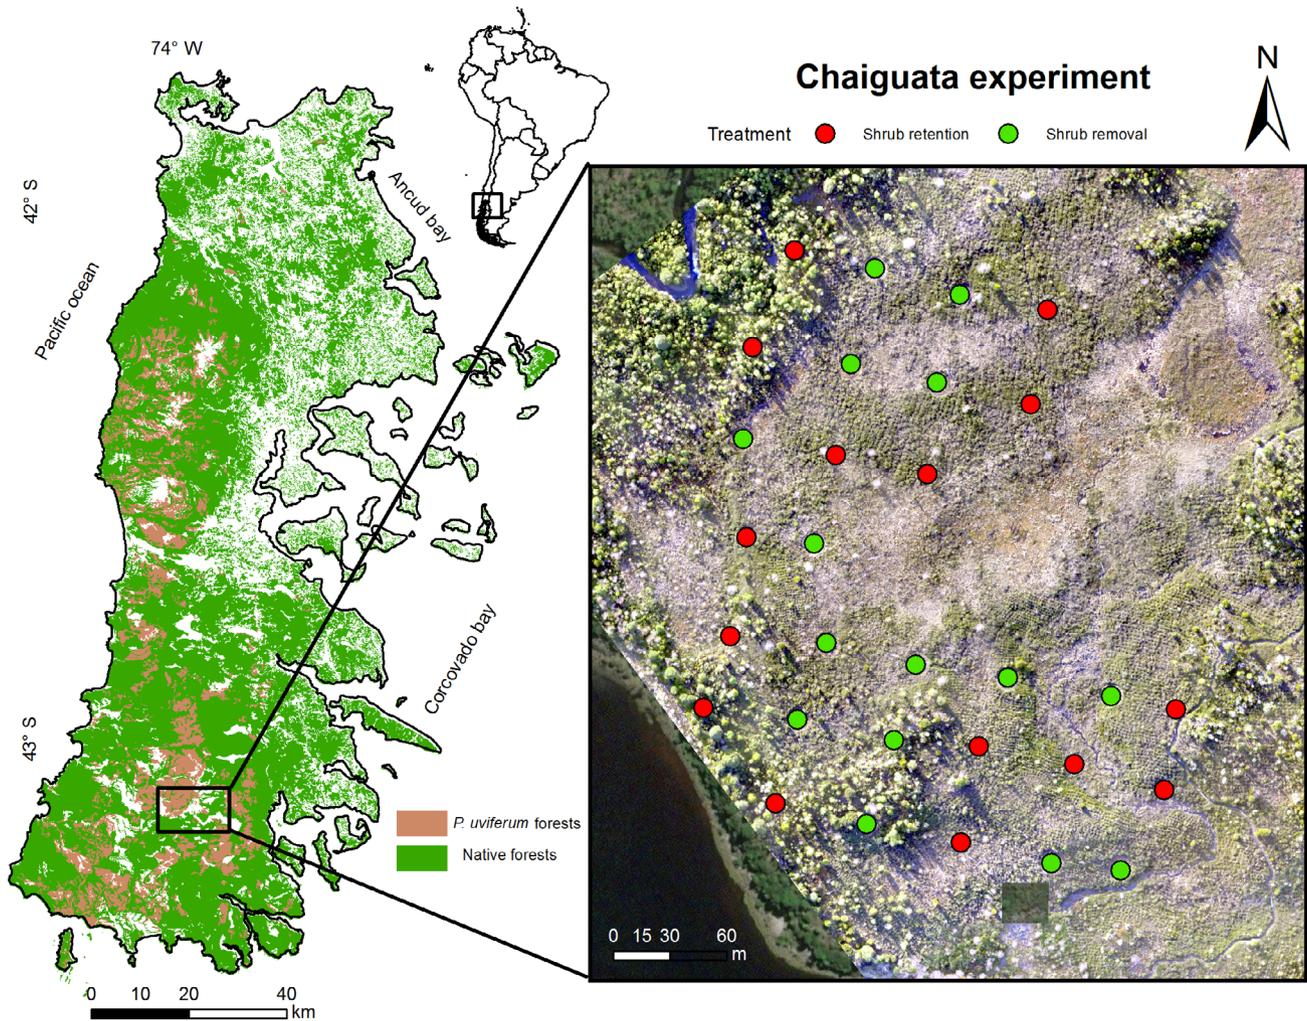 74° W
N
Chaiguata experiment
Treatment Shrub retention Shrub removal
42° S
Ancud bay
Pacific ocean
Corcovado bay
43° S
P. uviferum forests
Native forests
0 15 30 60
m
0 10 20 40
km